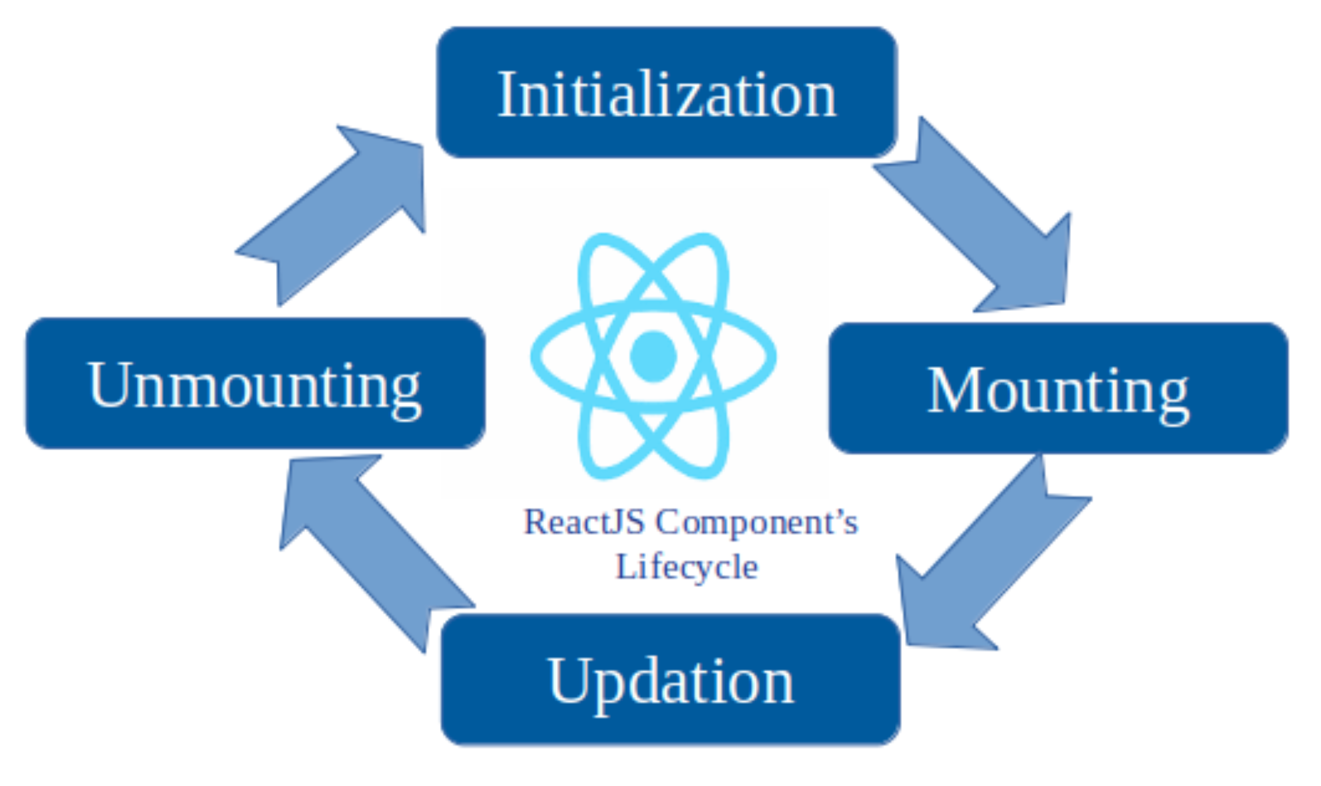 Initialization
Unmounting
Mounting
ReactJS Component’s
Lifecycle
Updation